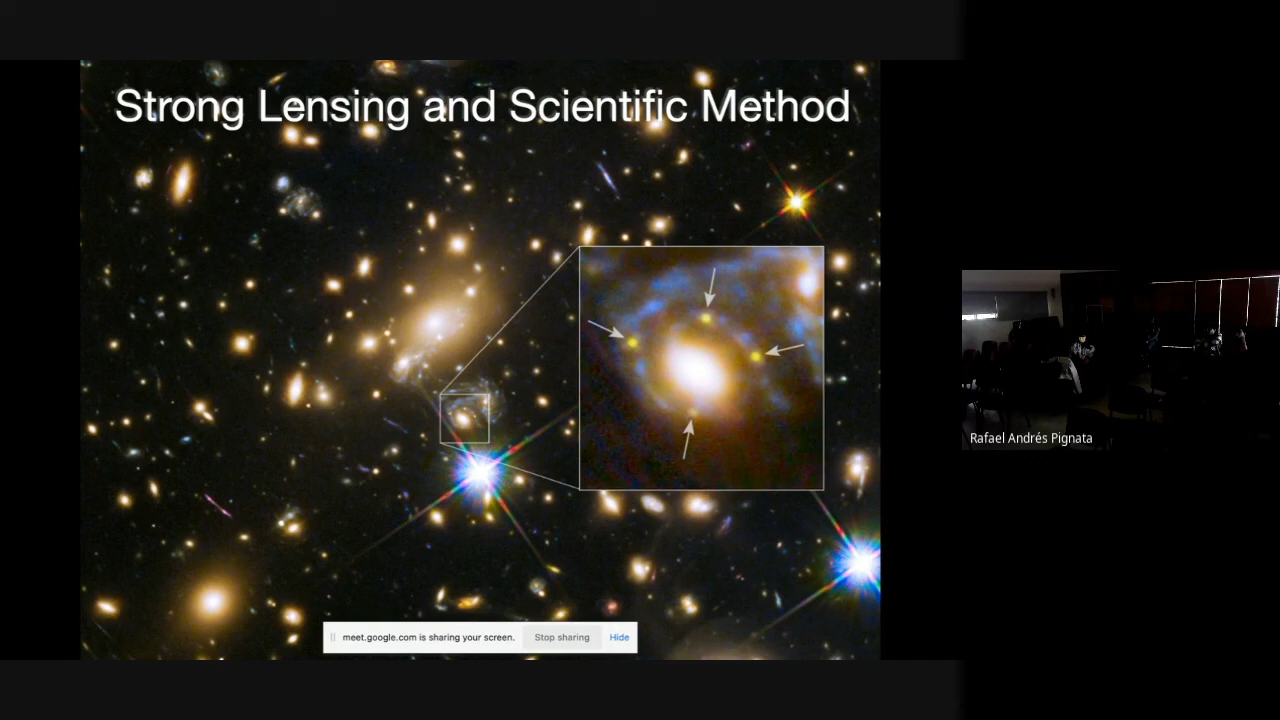 Strong Lensing and Scientific Method
Rafael Andrés Pignata
meet.google.com is sharing your screen. Stop sharing Hide